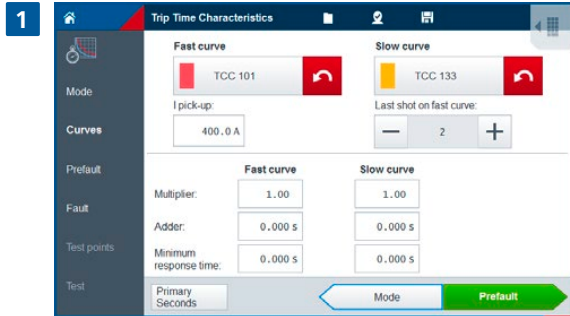 1
Trip Time Characteristics
Mode
Curves
Prefault
Fault
Test points
Test
Fast curve
Slow curve
TCC 101
TCC 133
I pick-up:
Last shot on fast curve:
400.0 A
— 2 +
Fast curve Slow curve
Multiplier: 1.00 1.00
Adder: 0.000 s 0.000 s
Minimum
response time: 0.000 s 0.000 s
Primary
Seconds
Mode
Prefault